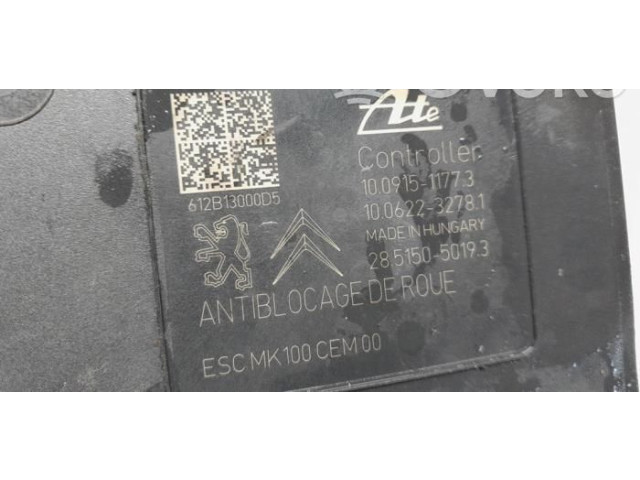 Ate
Controller
10.0915-1177.3
612B13000D5
10.0622-3278.1
MADE IN HUNGARY
28.5150-5019.3
ANTIBLOCAGE DE ROUE
ESC MK100 CEM 00